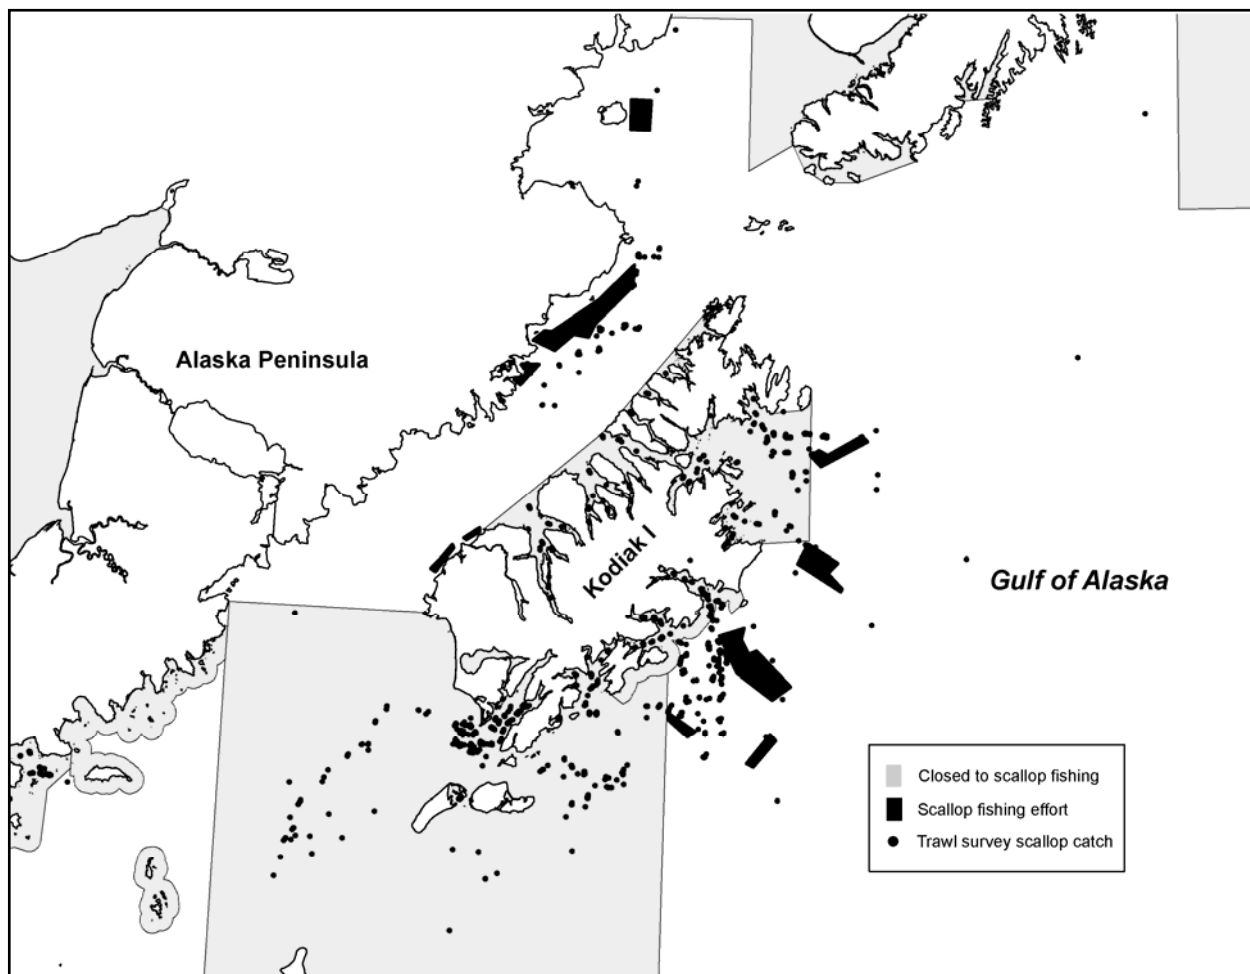 Alaska Peninsula
Kodiak I
Gulf of Alaska
Closed to scallop fishing
Scallop fishing effort
Trawl survey scallop catch